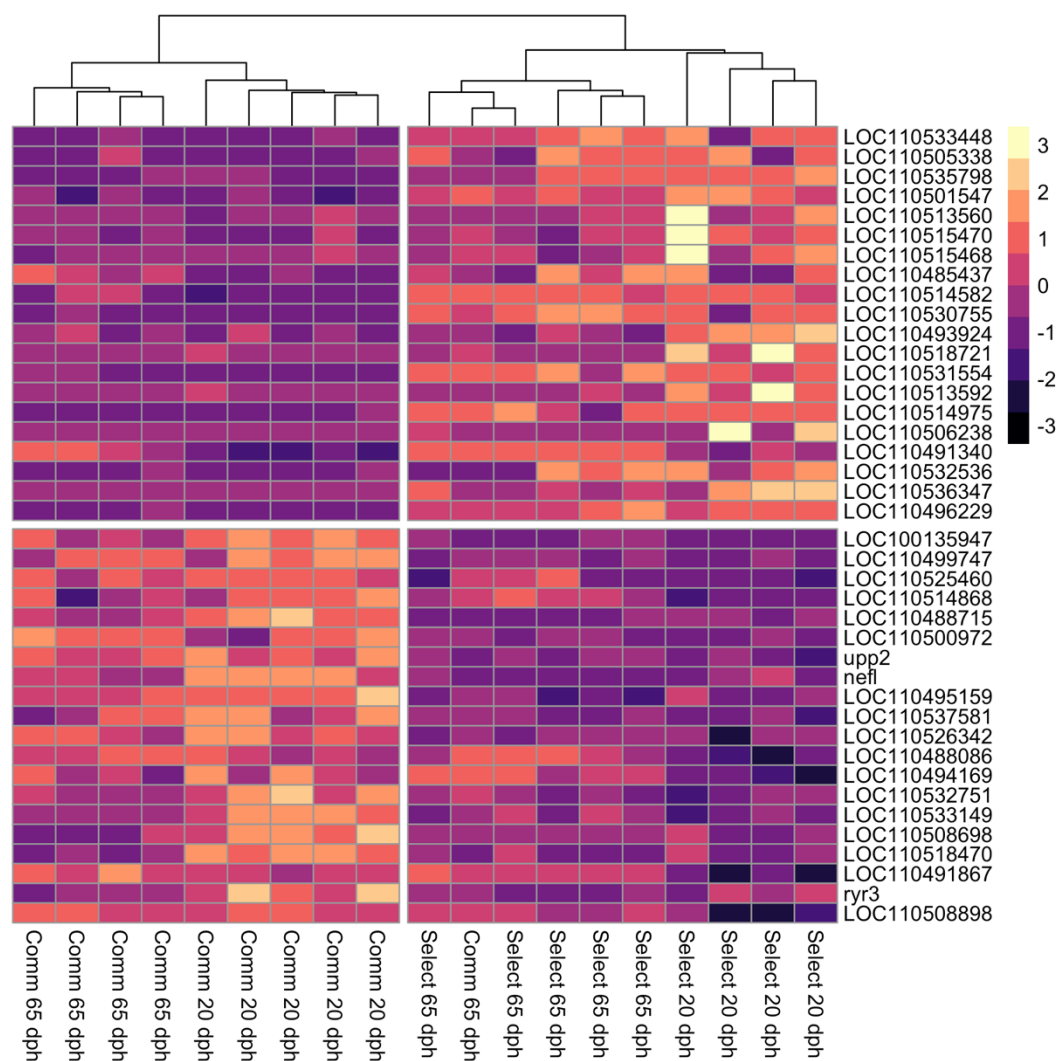 LOC110533448
LOC110505338
LOC110535798
LOC110501547
LOC110513560
LOC110515470
LOC110515468
LOC110485437
LOC110514582
LOC110530755
LOC110493924
LOC110518721
LOC110531554
LOC110513592
LOC110514975
LOC110506238
LOC110491340
LOC110532536
LOC110536347
LOC110496229
LOC100135947
LOC110499747
LOC110525460
LOC110514868
LOC110488715
LOC110500972
upp2
nefl
LOC110495159
LOC110537581
LOC110526342
LOC110488086
LOC110494169
LOC110532751
LOC110533149
LOC110508698
LOC110518470
LOC110491867
ryr3
LOC110508898
3
2
1
0
-1
-2
-3
Comm 65 dph
Comm 65 dph
Comm 65 dph
Comm 65 dph
Comm 20 dph
Comm 20 dph
Comm 20 dph
Comm 20 dph
Comm 20 dph
Select 65 dph
Comm 65 dph
Select 65 dph
Select 65 dph
Select 65 dph
Select 65 dph
Select 20 dph
Select 20 dph
Select 20 dph
Select 20 dph